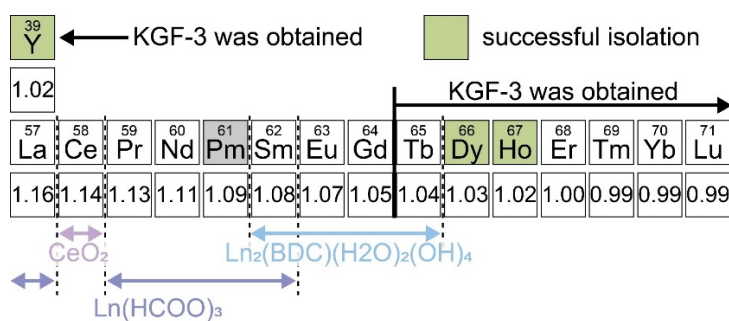 39
Y
KGF-3 was obtained
successful isolation
1.02
KGF-3 was obtained
57 58 59 60 61 62 63 64 65 66 67 68 69 70 71
La Ce Pr Nd Pm Sm Eu Gd Tb Dy Ho Er Tm Yb Lu
1.16 1.14 1.13 1.11 1.09 1.08 1.07 1.05 1.04 1.03 1.02 1.00 0.99 0.99 0.99
CeO₂
Ln₂(BDC)(H2O)₂(OH)₄
Ln(HCOO)₃